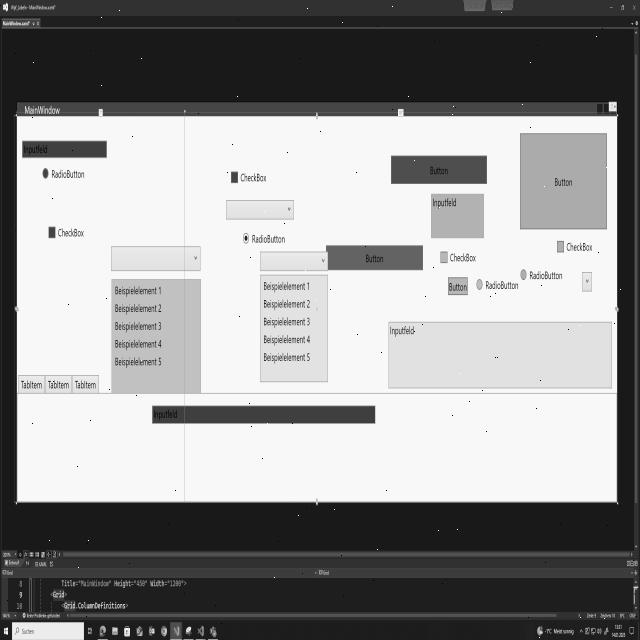 MainWindow
Inputfeld
RadioButton
CheckBox
CheckBox
RadioButton
Beispielelement 1
Beispielelement 2
Beispielelement 3
Beispielelement 4
Beispielelement 5
Beispielelement 1
Beispielelement 2
Beispielelement 3
Beispielelement 4
Beispielelement 5
Button
Button
Inputfeld
Button
CheckBox
CheckBox
Button
RadioButton
RadioButton
Inputfeld
TabItem TabItem TabItem
Inputfeld
8 Title="MainWindow" Height="450" Width="1200">
9 <Grid>
10 <Grid.ColumnDefinitions>
Suchen